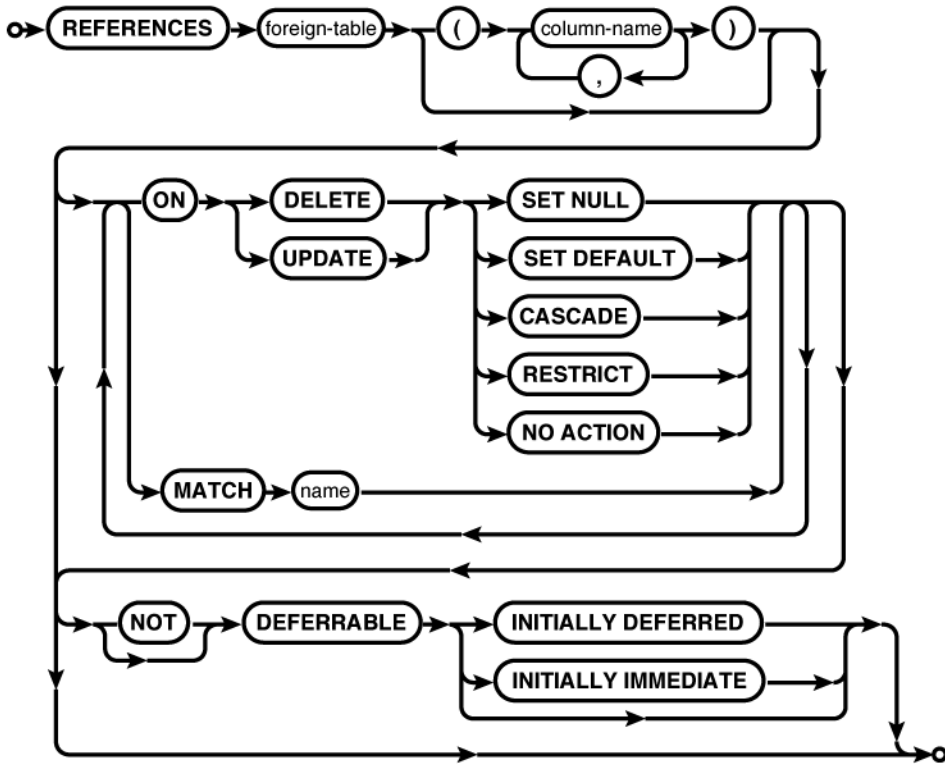 REFERENCES foreign-table ( column-name )
,
ON DELETE SET NULL
UPDATE SET DEFAULT
CASCADE
RESTRICT
NO ACTION
MATCH name
NOT DEFERRABLE INITIALLY DEFERRED
INITIALLY IMMEDIATE